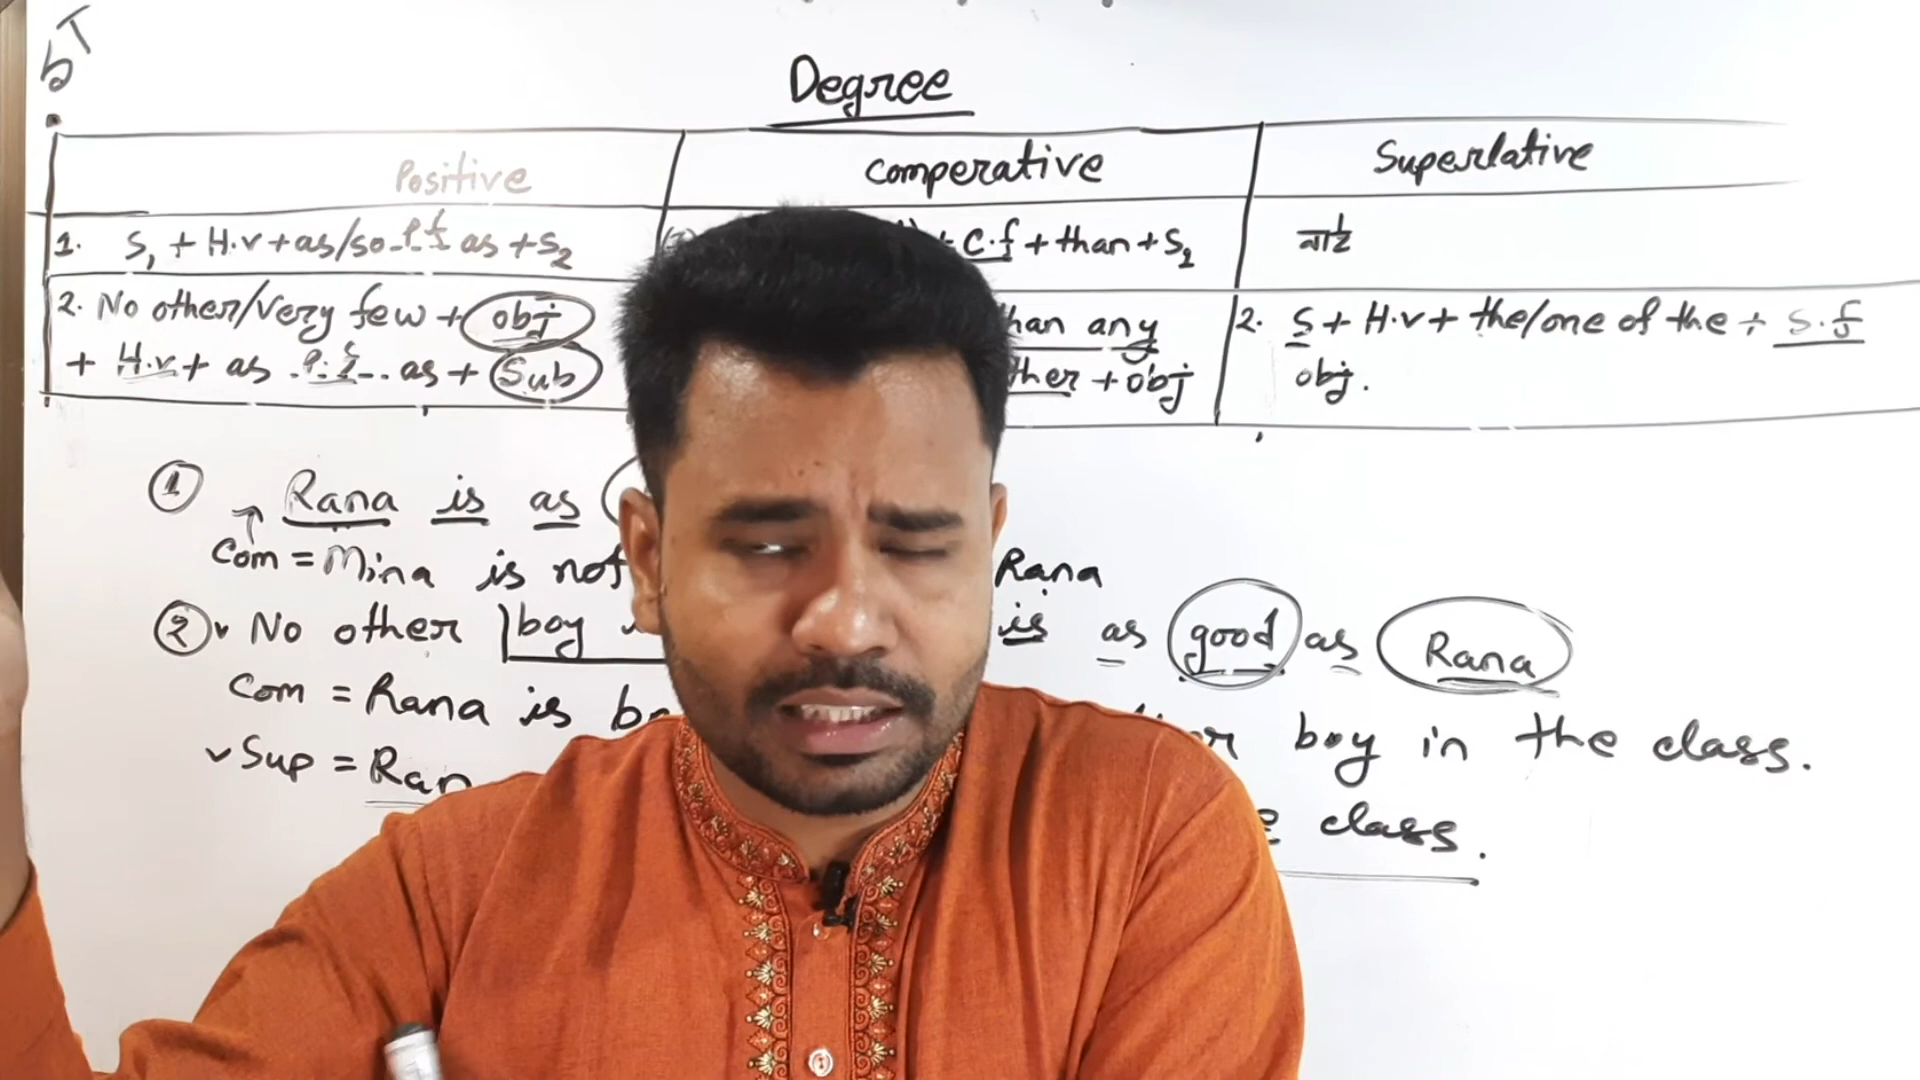 bT
Degree
Positive comperative Superlative
1. S1 + H.v + as/so..P.f as + S2
C.f + than + S2
নাই
2. No other/very few + obj
+ H.v + as .P.f.. as + Sub
than any
other + obj
2. S + H.v + the/one of the + S.f
obj.
① Rana is as
Com = Mina is not Rana
② No other boy is as good as Rana
Com = Rana is boy in the class.
Sup = class.